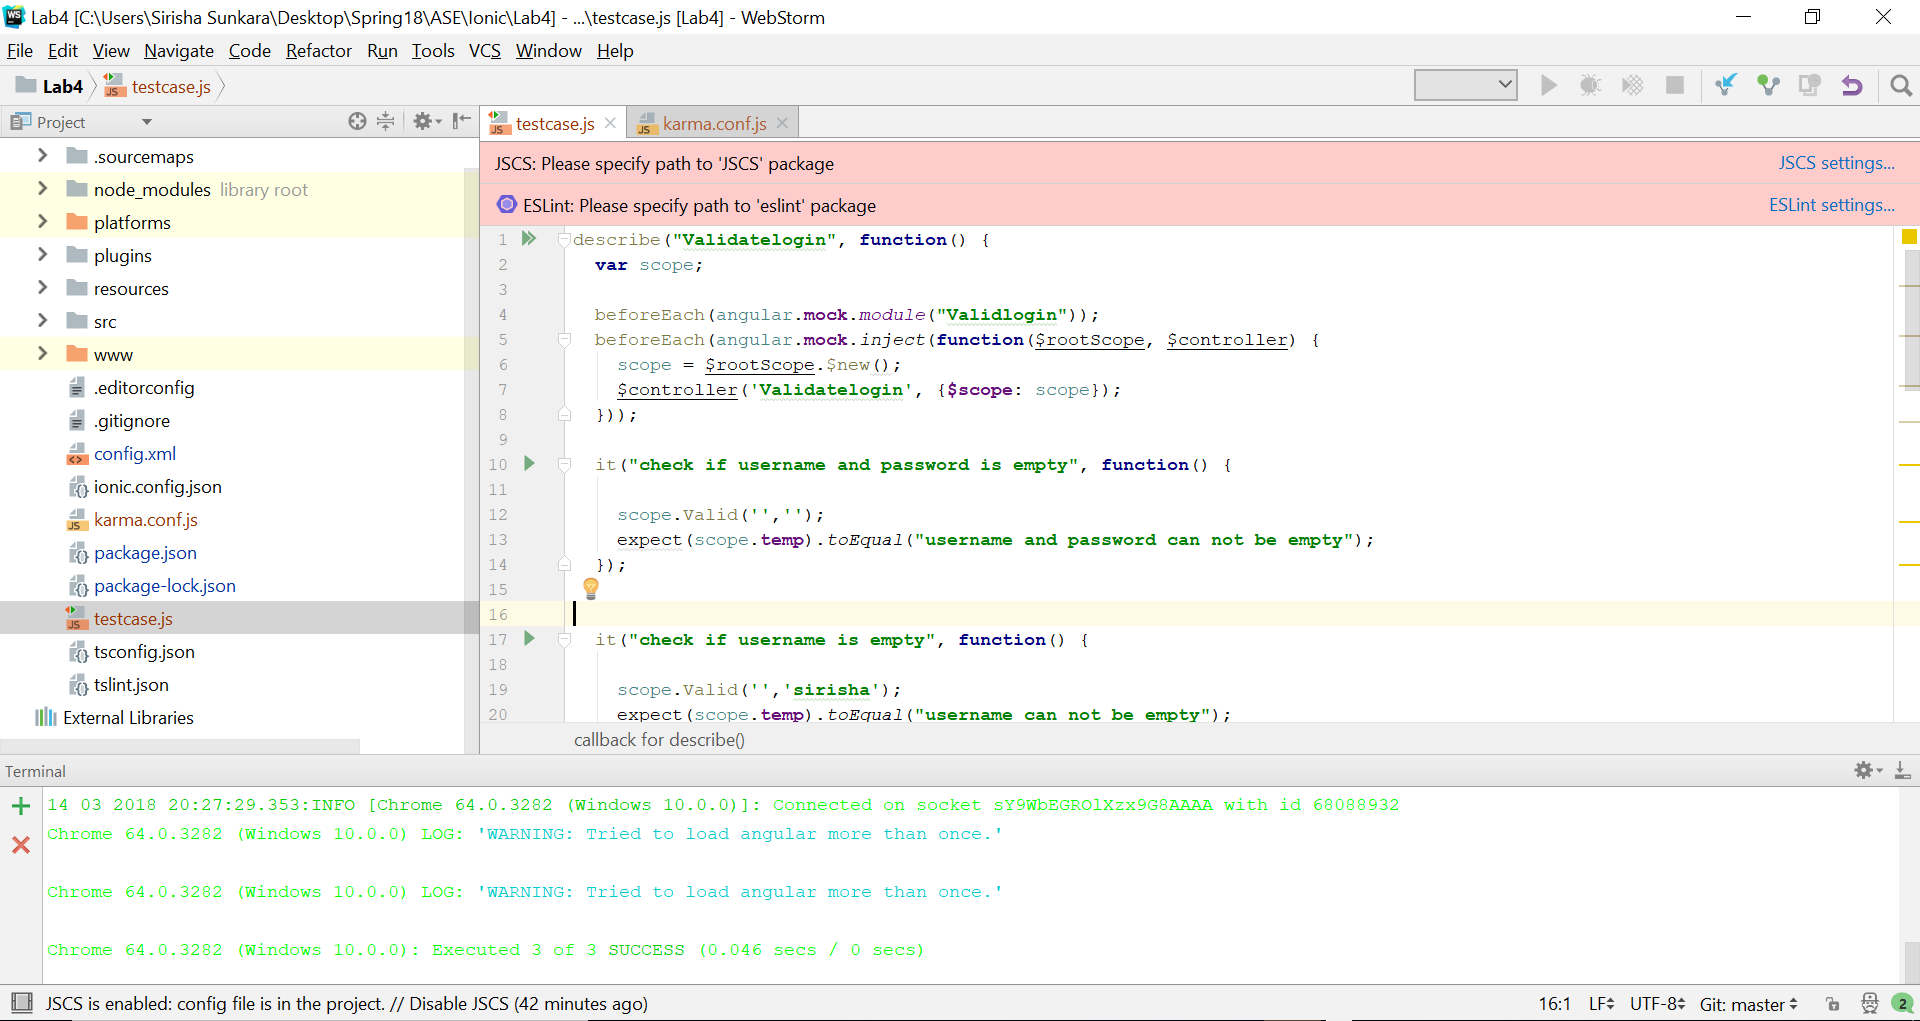 Lab4 [C:\Users\Sirisha Sunkara\Desktop\Spring18\ASE\Ionic\Lab4] - ...\testcase.js [Lab4] - WebStorm
File Edit View Navigate Code Refactor Run Tools VCS Window Help
Lab4 testcase.js
Project
testcase.js karma.conf.js
.sourcemaps
node_modules library root
platforms
plugins
resources
src
www
.editorconfig
.gitignore
config.xml
ionic.config.json
karma.conf.js
package.json
package-lock.json
testcase.js
tsconfig.json
tslint.json
External Libraries
JSCS: Please specify path to 'JSCS' package JSCS settings...
ESLint: Please specify path to 'eslint' package ESLint settings...
1 describe("Validatelogin", function() {
2 var scope;
3
4 beforeEach(angular.mock.module("Validlogin"));
5 beforeEach(angular.mock.inject(function($rootScope, $controller) {
6 scope = $rootScope.$new();
7 $controller('Validatelogin', {$scope: scope});
8 }));
9
10 it("check if username and password is empty", function() {
11
12 scope.Valid('','');
13 expect(scope.temp).toEqual("username and password can not be empty");
14 });
15
16
17 it("check if username is empty", function() {
18
19 scope.Valid('','sirisha');
20 expect(scope.temp).toEqual("username can not be empty");
callback for describe()
Terminal
14 03 2018 20:27:29.353:INFO [Chrome 64.0.3282 (Windows 10.0.0)]: Connected on socket sY9WbEGROlXzx9G8AAAA with id 68088932
Chrome 64.0.3282 (Windows 10.0.0) LOG: 'WARNING: Tried to load angular more than once.'
Chrome 64.0.3282 (Windows 10.0.0) LOG: 'WARNING: Tried to load angular more than once.'
Chrome 64.0.3282 (Windows 10.0.0): Executed 3 of 3 SUCCESS (0.046 secs / 0 secs)
JSCS is enabled: config file is in the project. // Disable JSCS (42 minutes ago) 16:1 LF UTF-8 Git: master 2